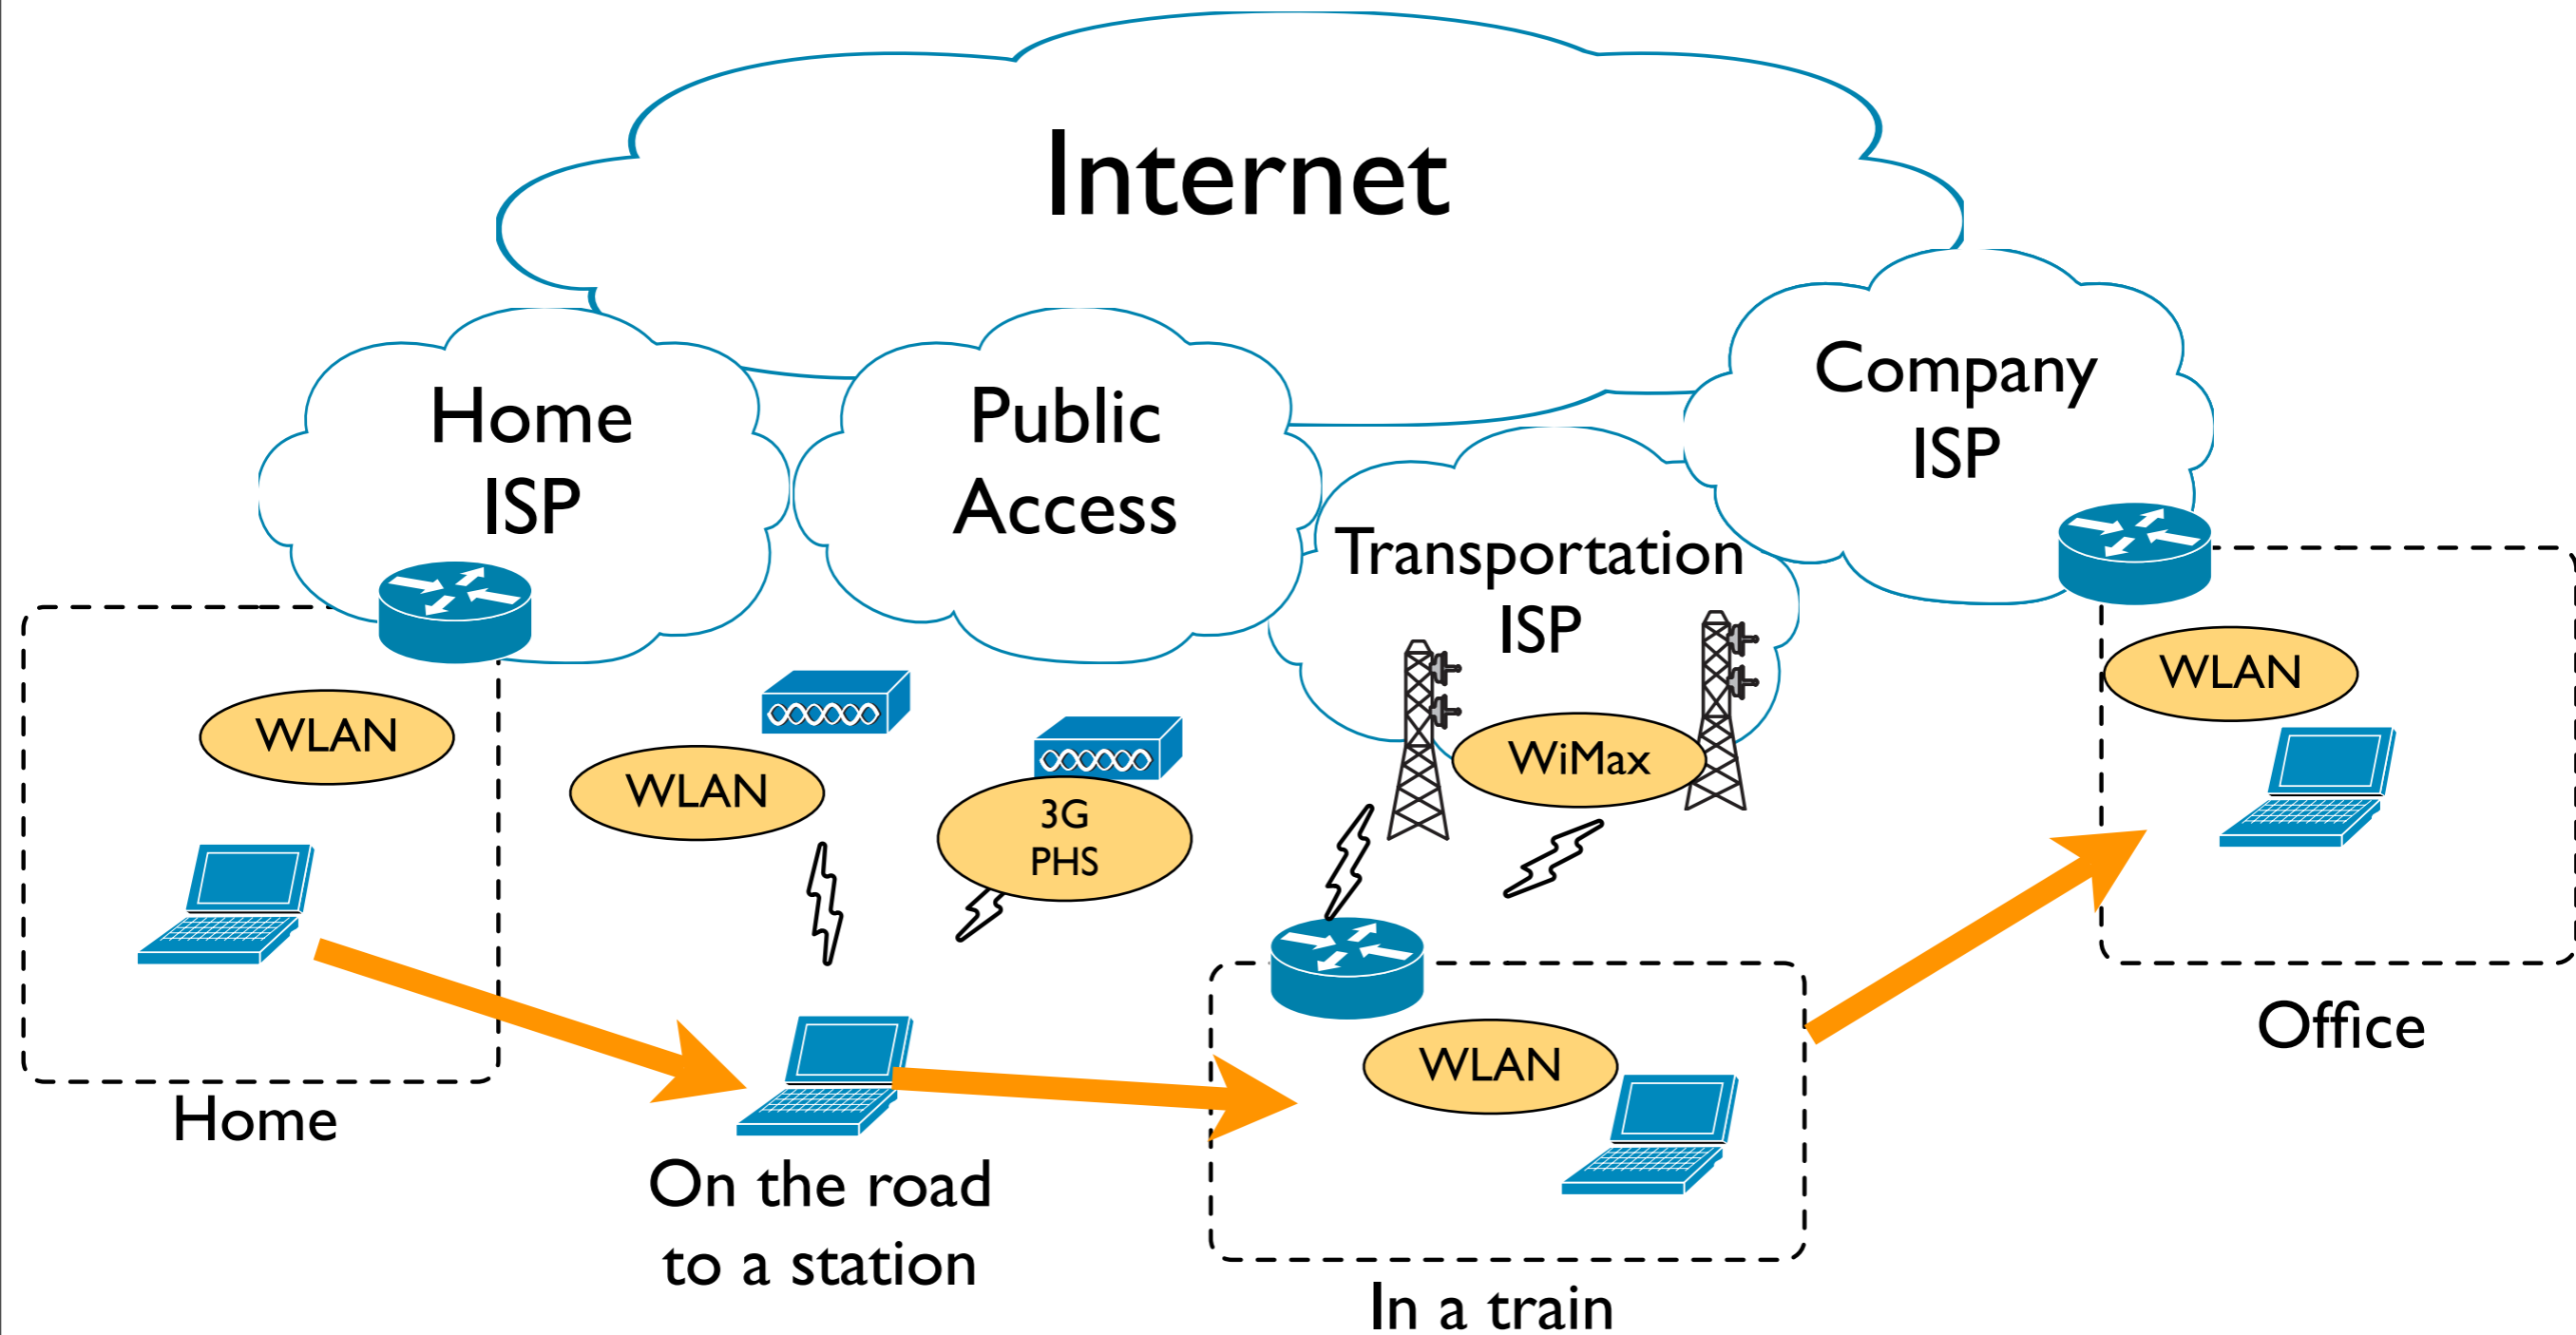 Internet
Home
ISP
Public
Access
Transportation
ISP
Company
ISP
WLAN
WLAN
3G
PHS
WiMax
WLAN
WLAN
Home
On the road
to a station
In a train
Office